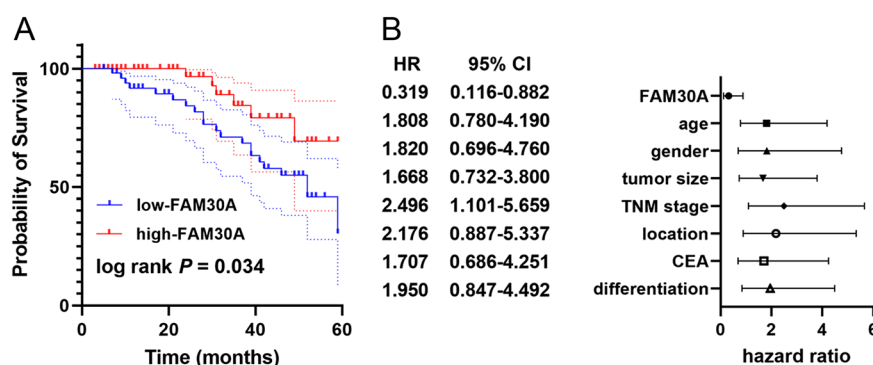 A
Probability of Survival
100
50
0
low-FAM30A
high-FAM30A
log rank P = 0.034
0 20 40 60
Time (months)
B
HR 95% CI
0.319 0.116-0.882
1.808 0.780-4.190
1.820 0.696-4.760
1.668 0.732-3.800
2.496 1.101-5.659
2.176 0.887-5.337
1.707 0.686-4.251
1.950 0.847-4.492
FAM30A
age
gender
tumor size
TNM stage
location
CEA
differentiation
0 2 4 6
hazard ratio